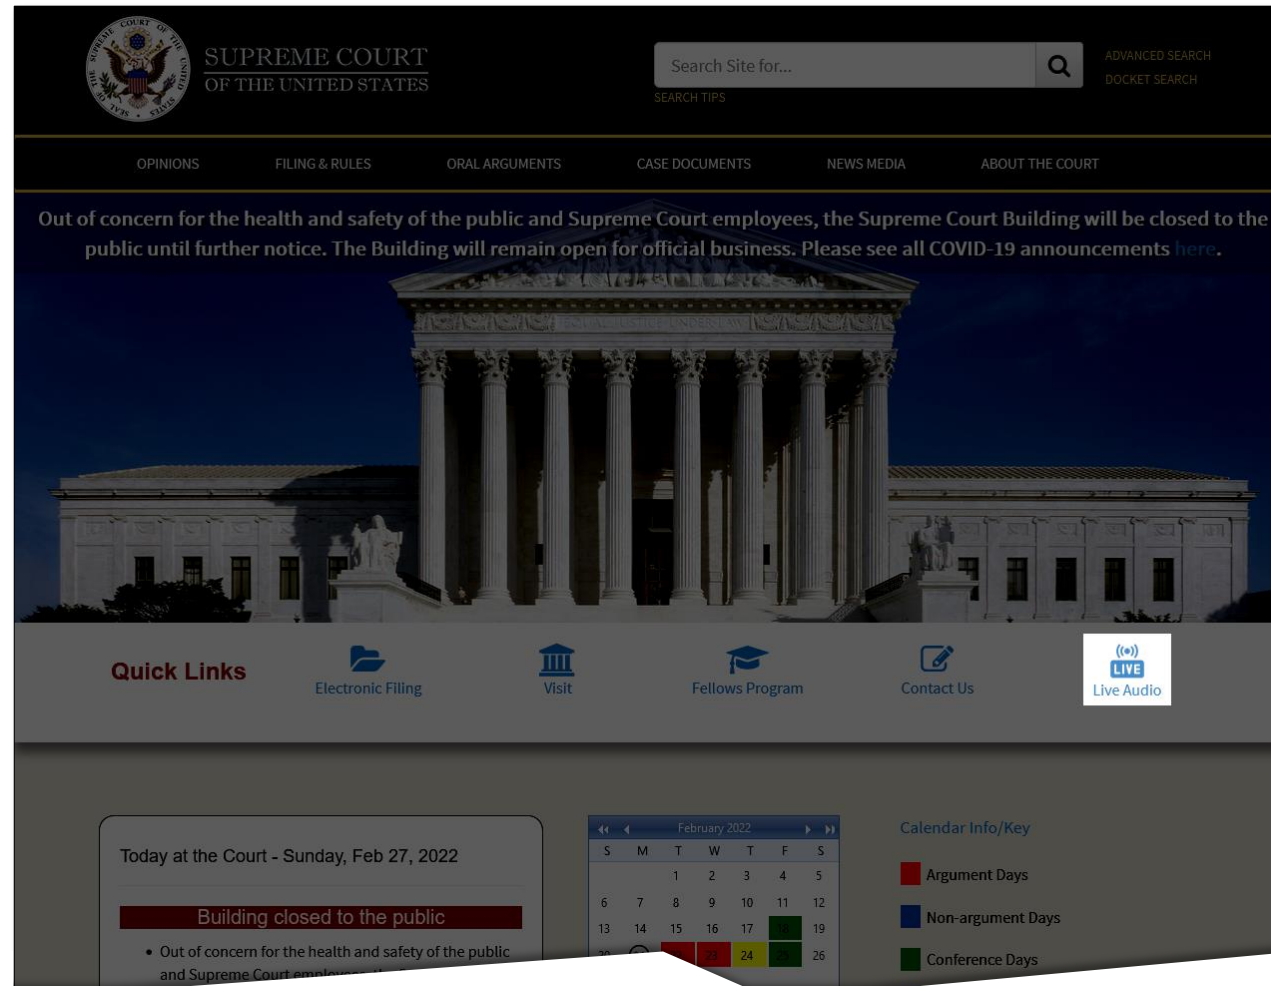 SUPREME COURT
OF THE UNITED STATES
Search Site for...
SEARCH TIPS
ADVANCED SEARCH
DOCKET SEARCH
OPINIONS FILING & RULES ORAL ARGUMENTS CASE DOCUMENTS NEWS MEDIA ABOUT THE COURT
Out of concern for the health and safety of the public and Supreme Court employees, the Supreme Court Building will be closed to the
public until further notice. The Building will remain open for official business. Please see all COVID-19 announcements here.
Quick Links
Electronic Filing
Visit
Fellows Program
Contact Us
LIVE
Live Audio
Today at the Court - Sunday, Feb 27, 2022
Building closed to the public
• Out of concern for the health and safety of the public
and Supreme Court
February 2022
S M T W T F S
1 2 3 4 5
6 7 8 9 10 11 12
13 14 15 16 17 18 19
23 24 25 26
Calendar Info/Key
Argument Days
Non-argument Days
Conference Days